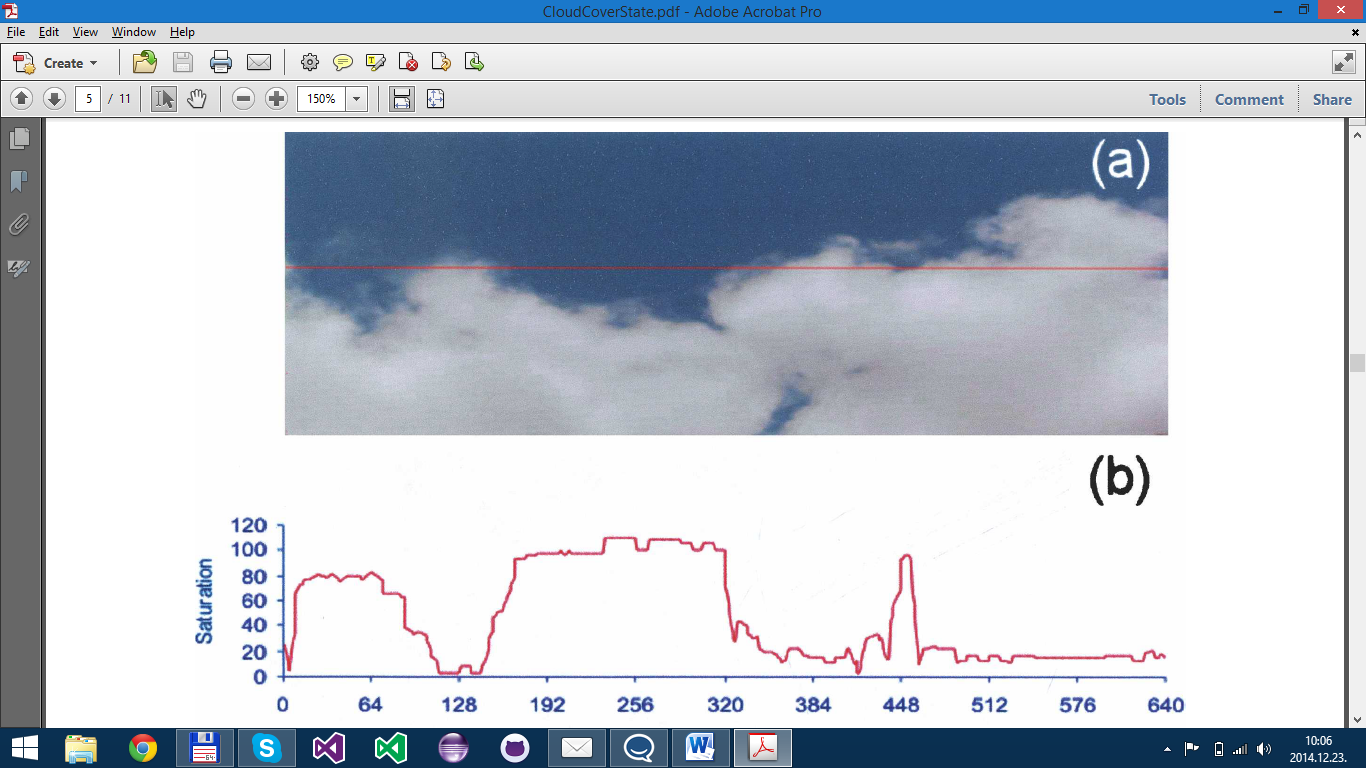 CloudCoverState.pdf - Adobe Acrobat Pro
File Edit View Window Help
Create
5 / 11 150% Tools Comment Share
(a)
(b)
120
100
80
60
40
20
0
Saturation
0 64 128 192 256 320 384 448 512 576 640
64
10:06
2014.12.23.